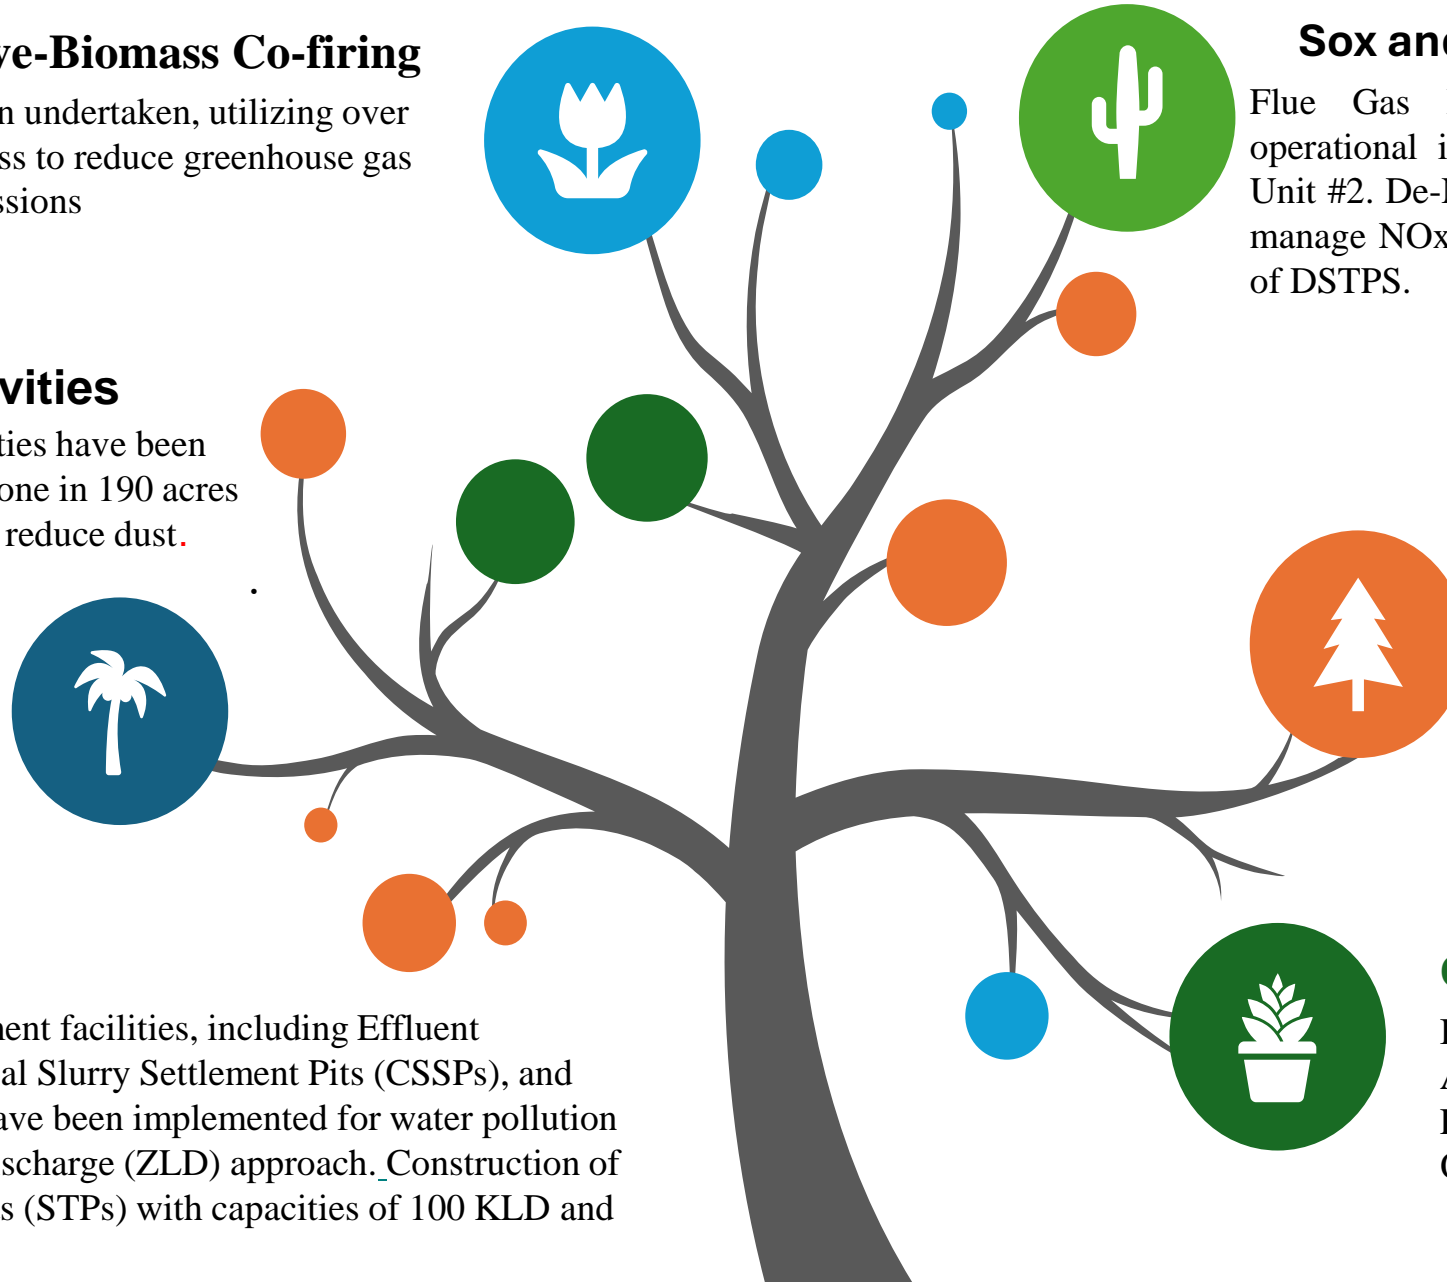 ye-Biomass Co-firing
n undertaken, utilizing over
ss to reduce greenhouse gas
ssions
Sox and
Flue Gas
operational i
Unit #2. De-
manage NOx
of DSTPS.
vities
ties have been
one in 190 acres
reduce dust.
.
nent facilities, including Effluent
al Slurry Settlement Pits (CSSPs), and
ave been implemented for water pollution
scharge (ZLD) approach. Construction of
s (STPs) with capacities of 100 KLD and